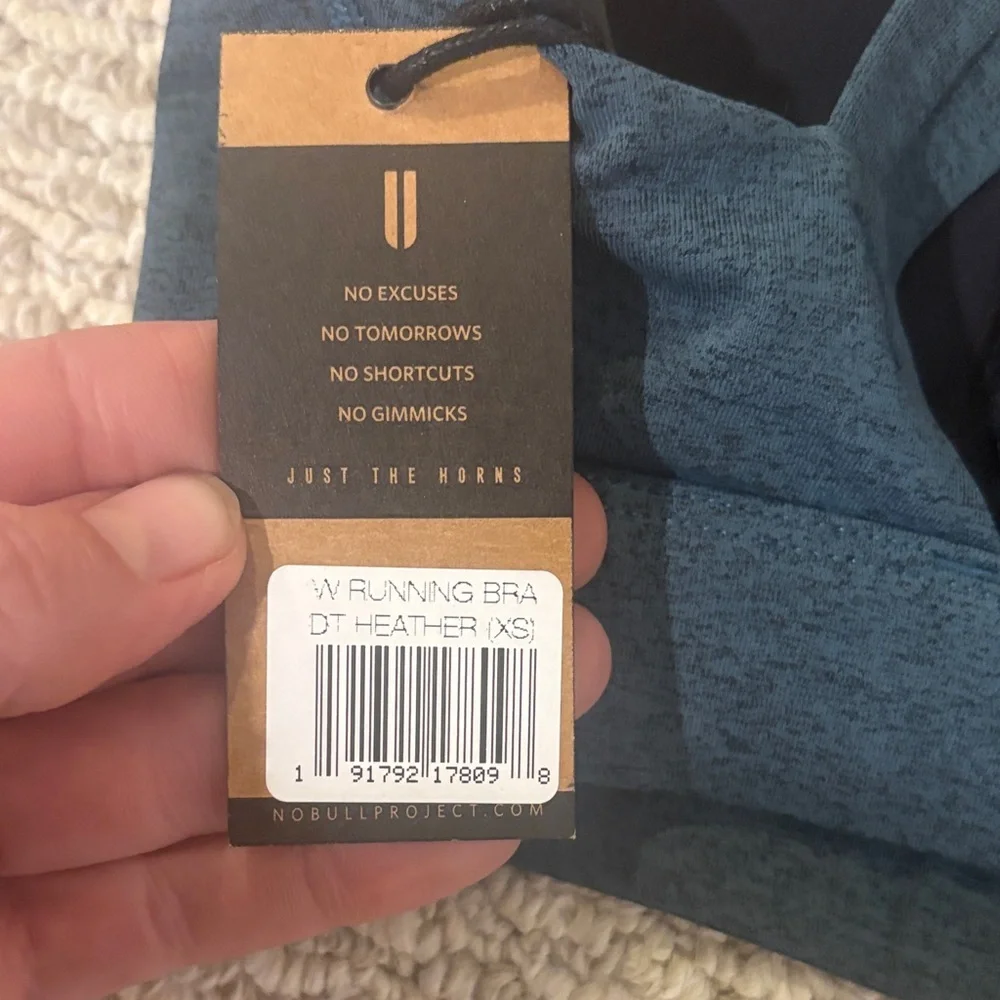 NO EXCUSES
NO TOMORROWS
NO SHORTCUTS
NO GIMMICKS
JUST THE HORNS
W RUNNING BRA
DT HEATHER (XS)
1 91792 17809 8
NOBULLPROJECT.COM